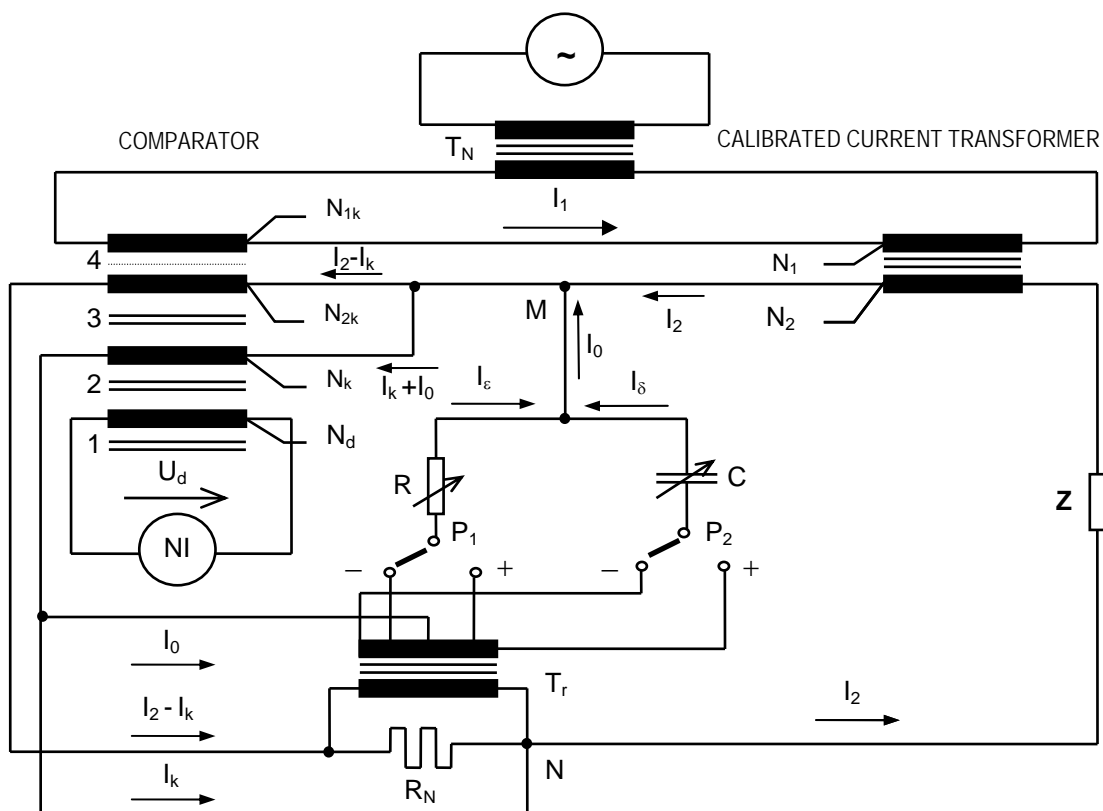 ~
COMPARATOR
T_N
CALIBRATED CURRENT TRANSFORMER
N_1k
I_1
4
I_2-I_k
N_1
3
N_2k
M
I_2
N_2
I_0
2
N_k
I_k+I_0
I_ε
I_δ
1
N_d
U_d
R
C
Z
NI
P_1
P_2
− + − +
I_0
T_r
I_2 - I_k
I_2
I_k
R_N
N